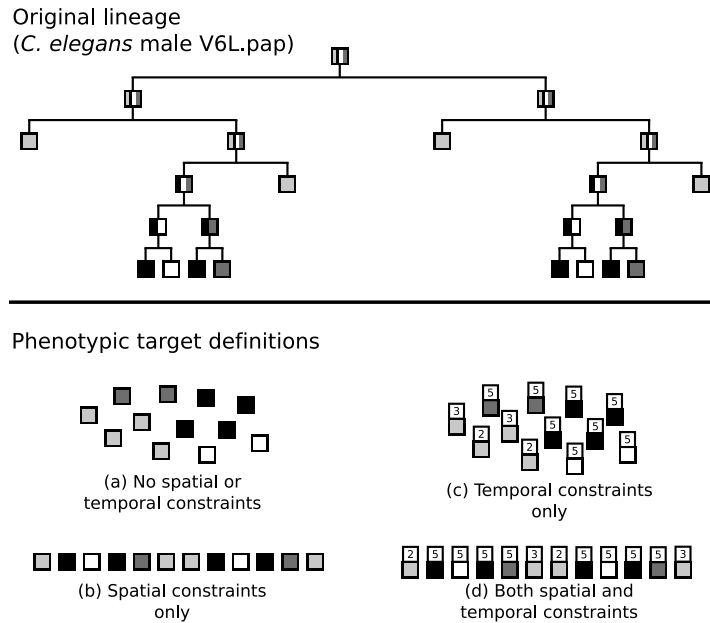 Original lineage
(C. elegans male V6L.pap)
Phenotypic target definitions
(a) No spatial or
temporal constraints
3 5 2 3 5 2 5 5 5 5 5 5
(c) Temporal constraints
only
(b) Spatial constraints
only
2 5 5 5 5 3 2 5 5 5 5 3
(d) Both spatial and
temporal constraints